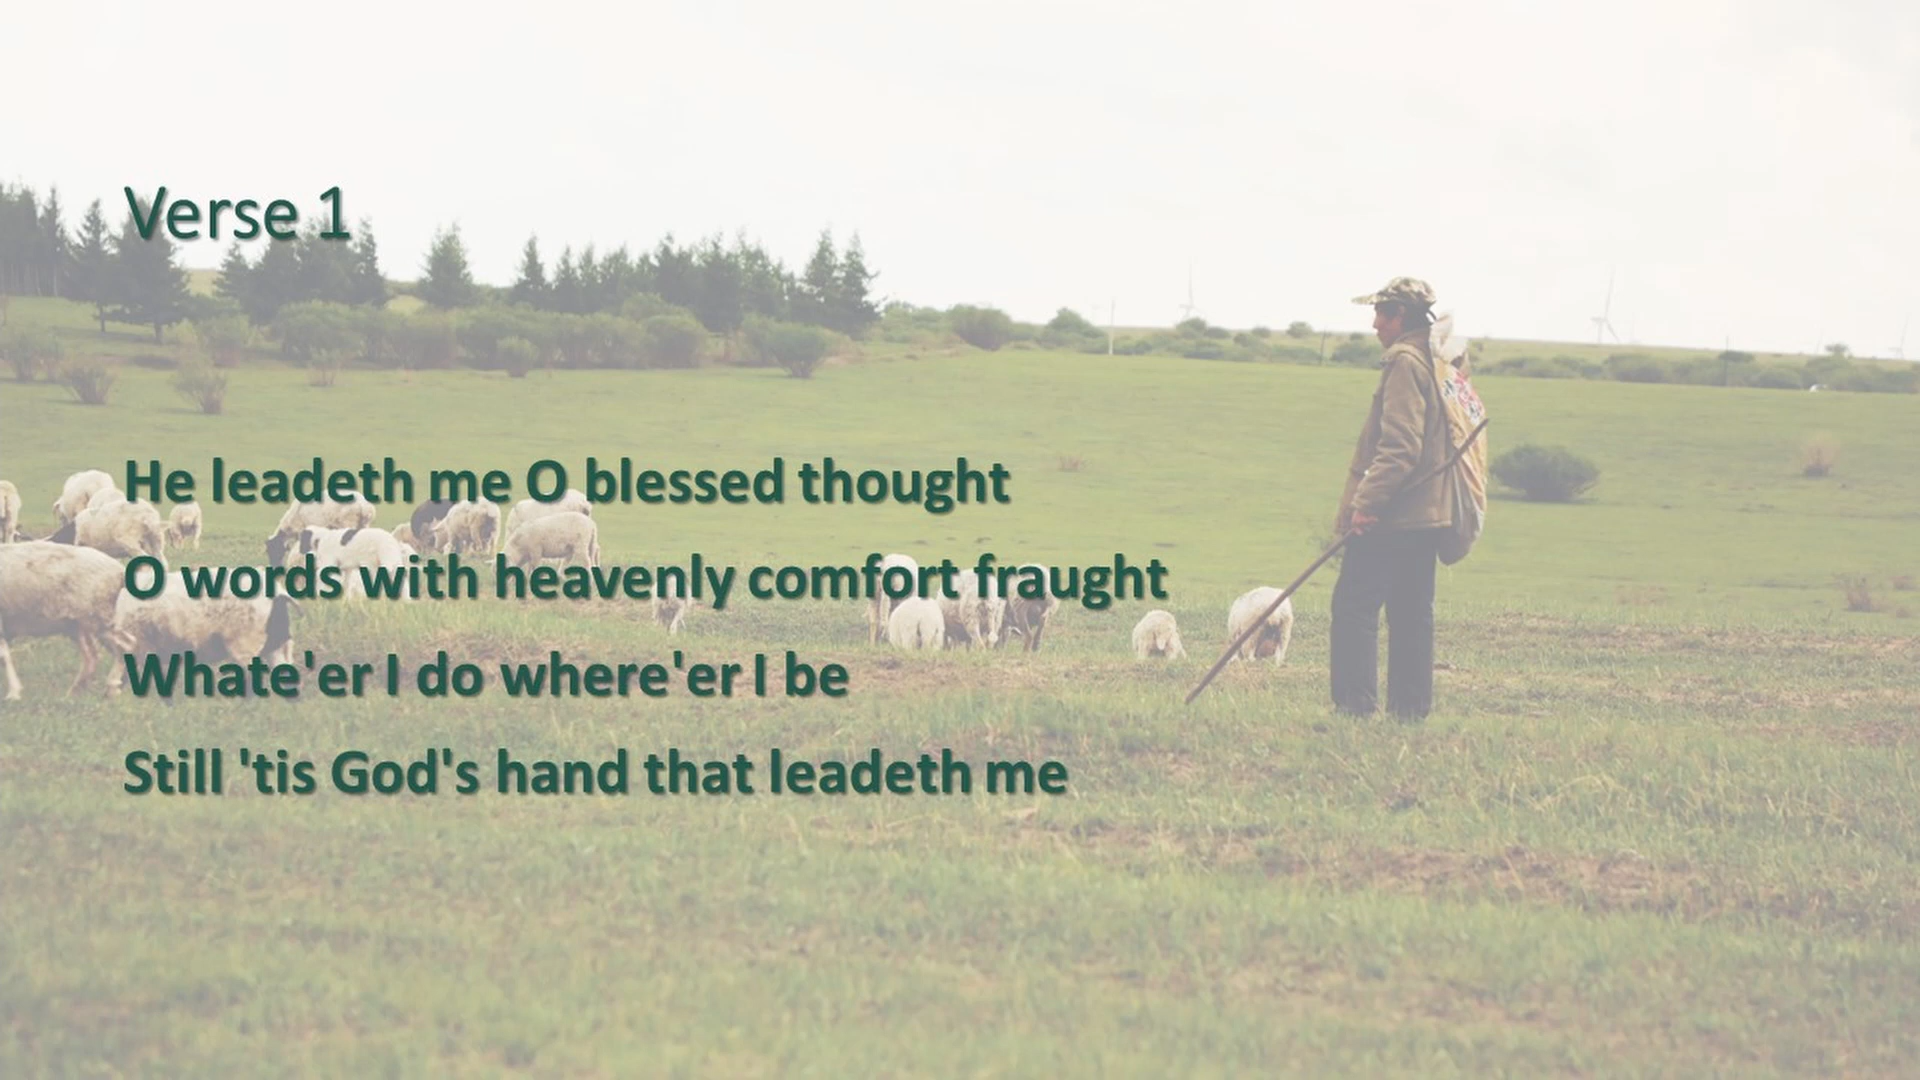 Verse 1
He leadeth me O blessed thought
O words with heavenly comfort fraught
Whate'er I do where'er I be
Still 'tis God's hand that leadeth me